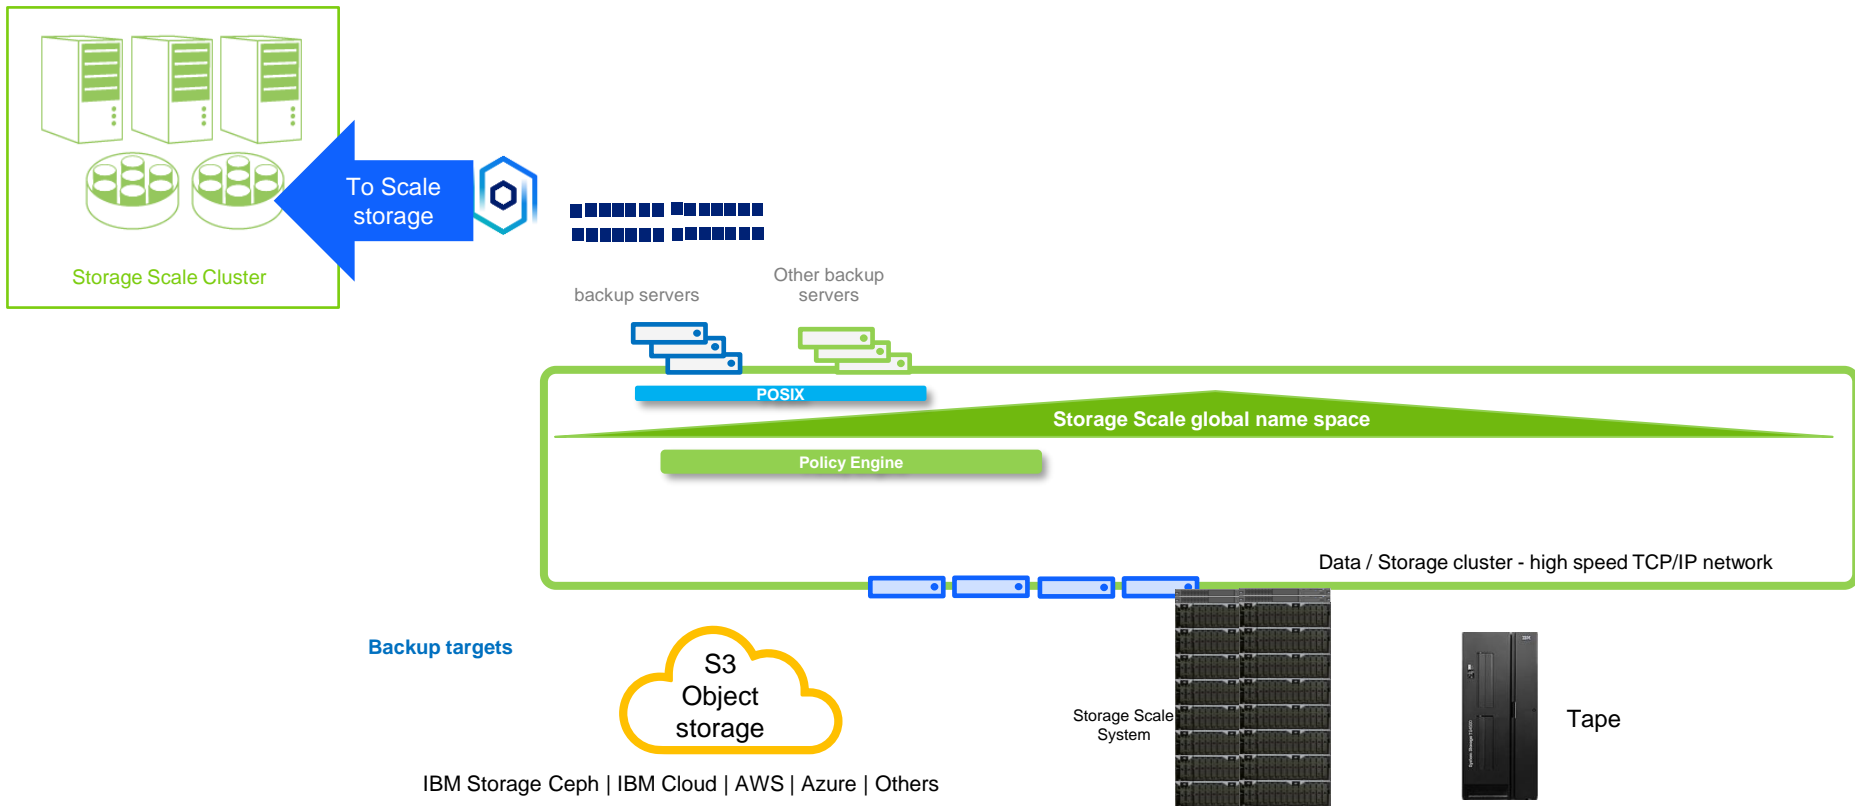 To Scale
storage
Storage Scale Cluster
backup servers
Other backup
servers
POSIX
Storage Scale global name space
Policy Engine
Data / Storage cluster - high speed TCP/IP network
Backup targets
S3
Object
storage
Storage Scale
System
Tape
IBM Storage Ceph | IBM Cloud | AWS | Azure | Others